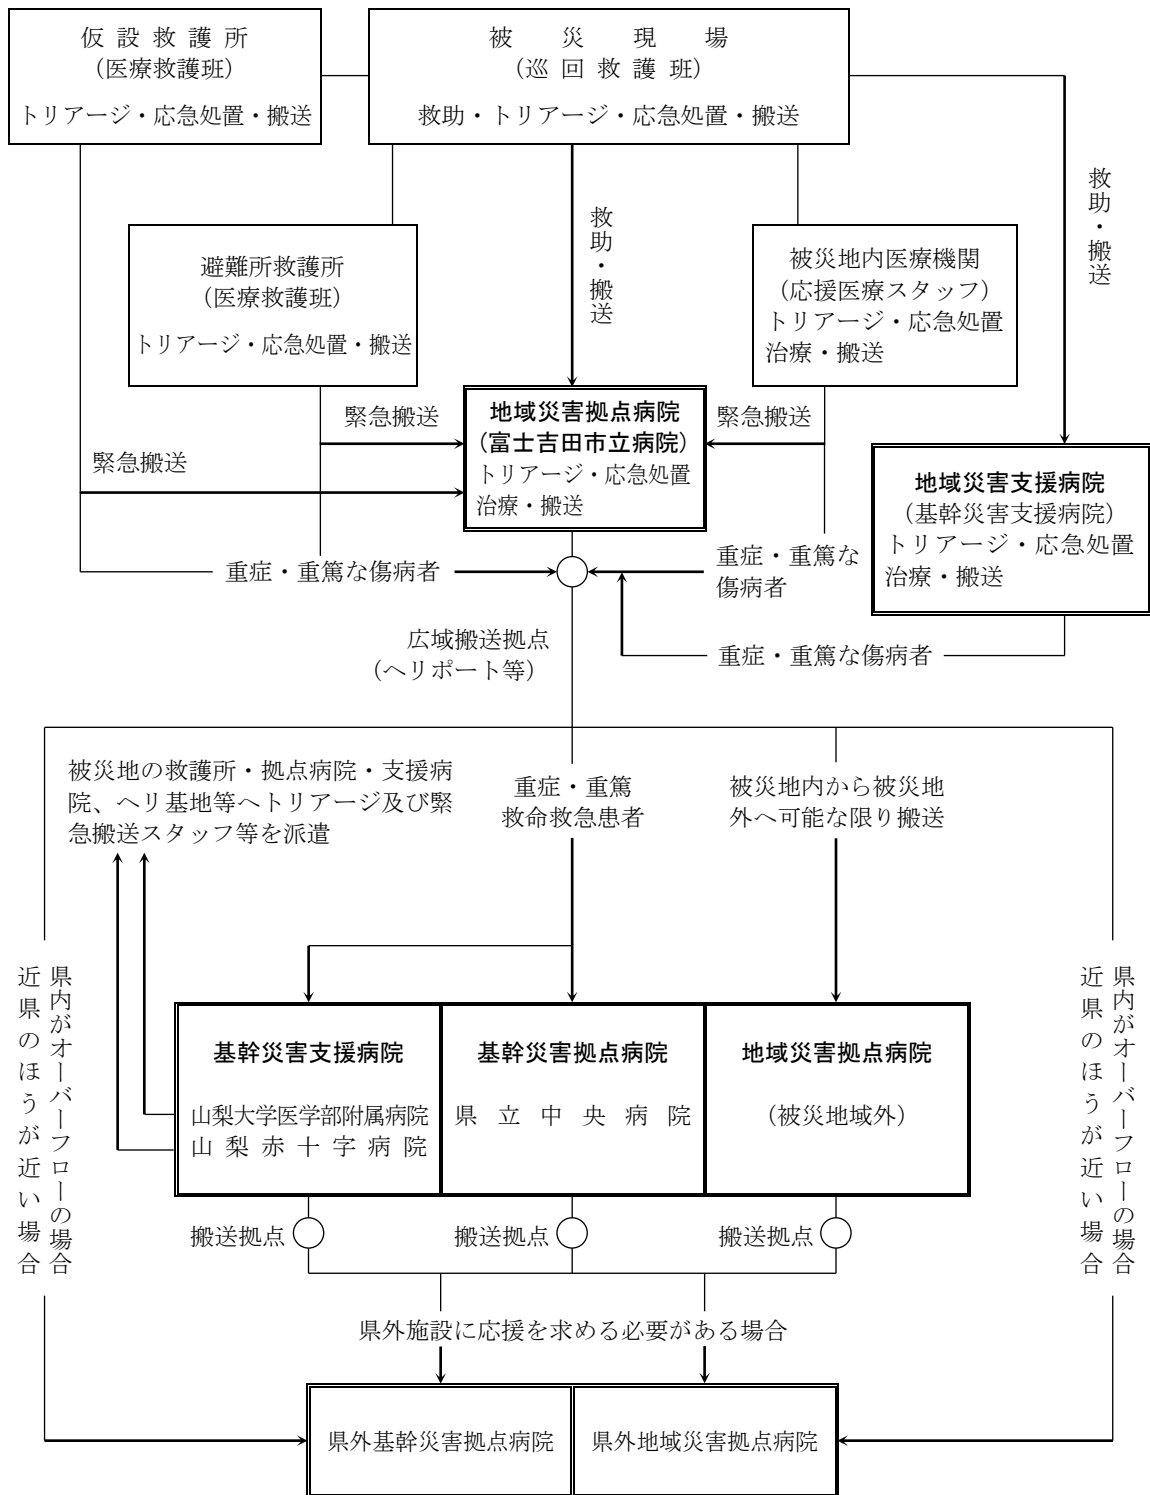 仮設救護所
（医療救護班）
トリアージ・応急処置・搬送
被災現場
（巡回救護班）
救助・トリアージ・応急処置・搬送
救助・搬送
救助・搬送
避難所救護所
（医療救護班）
トリアージ・応急処置・搬送
被災地内医療機関
（応援医療スタッフ）
トリアージ・応急処置
治療・搬送
緊急搬送
緊急搬送
緊急搬送
地域災害拠点病院
（富士吉田市立病院）
トリアージ・応急処置
治療・搬送
地域災害支援病院
（基幹災害支援病院）
トリアージ・応急処置
治療・搬送
重症・重篤な傷病者
重症・重篤な
傷病者
広域搬送拠点
（ヘリポート等）
重症・重篤な傷病者
被災地の救護所・拠点病院・支援病
院、ヘリ基地等へトリアージ及び緊
急搬送スタッフ等を派遣
重症・重篤
救命救急患者
被災地内から被災地
外へ可能な限り搬送
県内がオーバーフローの場合
近県のほうが近い場合
県内がオーバーフローの場合
近県のほうが近い場合
基幹災害支援病院
山梨大学医学部附属病院
山梨赤十字病院
基幹災害拠点病院
県立中央病院
地域災害拠点病院
（被災地域外）
搬送拠点
搬送拠点
搬送拠点
県外施設に応援を求める必要がある場合
県外基幹災害拠点病院
県外地域災害拠点病院